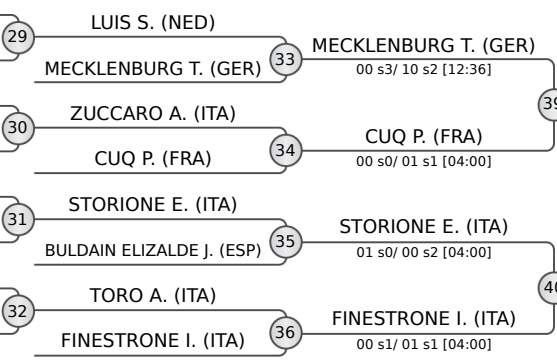 LUIS S. (NED)
29
MECKLENBURG T. (GER)
33
MECKLENBURG T. (GER)
00 s3/ 10 s2 [12:36]
39
ZUCCARO A. (ITA)
30
CUQ P. (FRA)
34
CUQ P. (FRA)
00 s0/ 01 s1 [04:00]
STORIONE E. (ITA)
31
BULDAIN ELIZALDE J. (ESP)
35
STORIONE E. (ITA)
01 s0/ 00 s2 [04:00]
40
TORO A. (ITA)
32
FINESTRONE I. (ITA)
36
FINESTRONE I. (ITA)
00 s1/ 01 s1 [04:00]